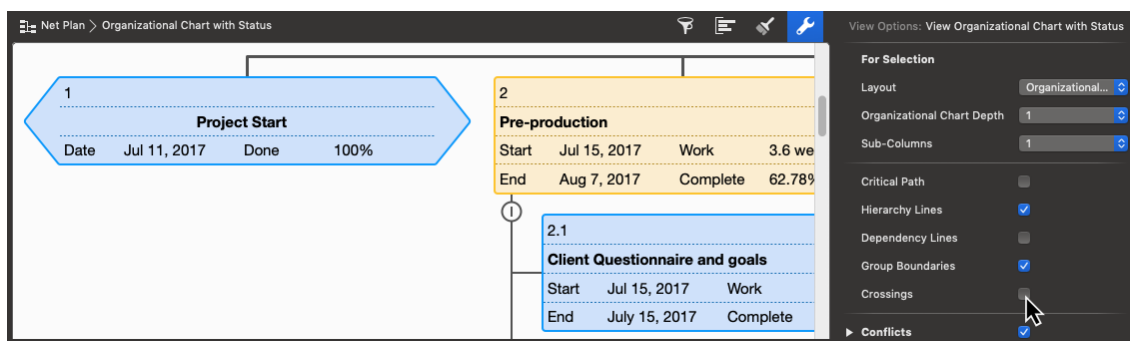 Net Plan > Organizational Chart with Status
View Options: View Organizational Chart with Status
1
Project Start
Date Jul 11, 2017 Done 100%
2
Pre-production
Start Jul 15, 2017 Work 3.6 we
End Aug 7, 2017 Complete 62.78%
2.1
Client Questionnaire and goals
Start Jul 15, 2017 Work
End July 15, 2017 Complete
For Selection
Layout Organizational...
Organizational Chart Depth 1
Sub-Columns 1
Critical Path
Hierarchy Lines
Dependency Lines
Group Boundaries
Crossings
Conflicts